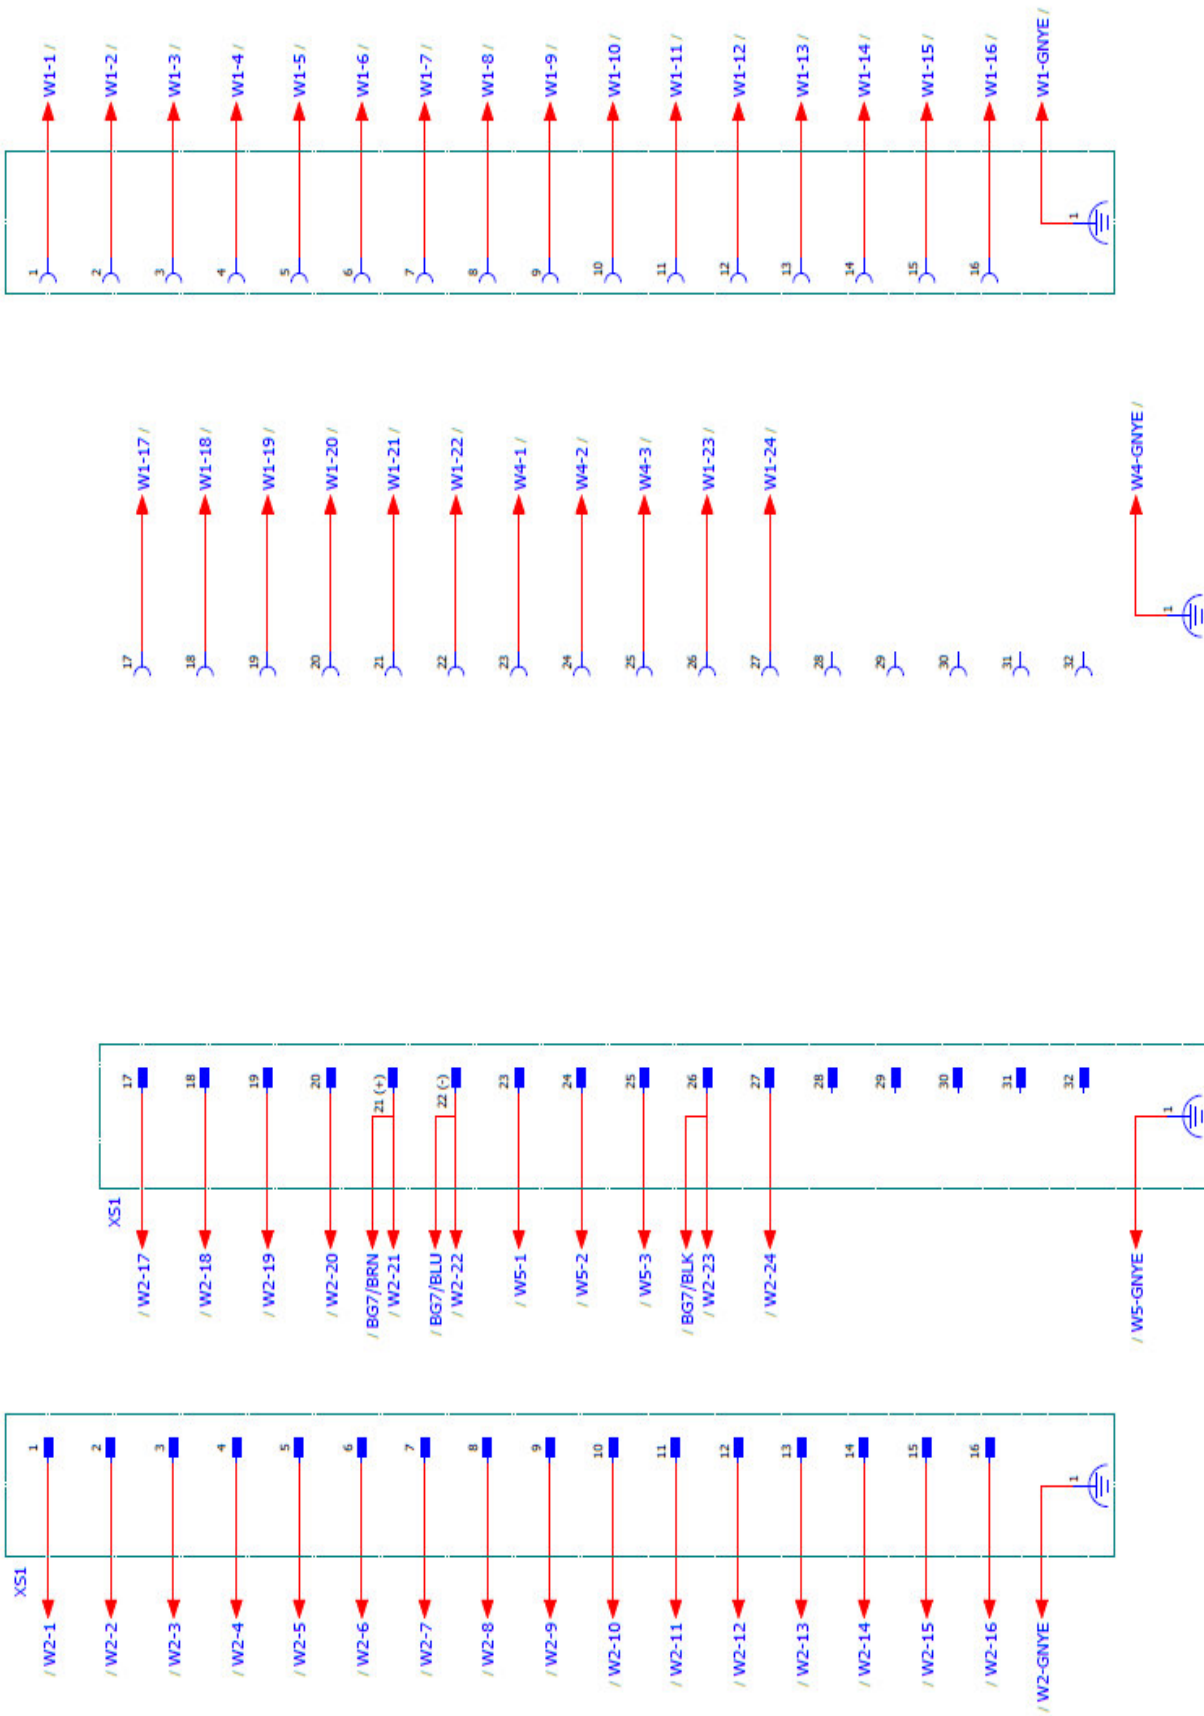 W1-1 /
W1-2 /
W1-3 /
W1-4 /
W1-5 /
W1-6 /
W1-7 /
W1-8 /
W1-9 /
W1-10 /
W1-11 /
W1-12 /
W1-13 /
W1-14 /
W1-15 /
W1-16 /
W1-GNYE /
1
2
3
4
5
6
7
8
9
10
11
12
13
14
15
16
1
W1-17 /
W1-18 /
W1-19 /
W1-20 /
W1-21 /
W1-22 /
W4-1 /
W4-2 /
W4-3 /
W1-23 /
W1-24 /
W4-GNYE /
17
18
19
20
21
22
23
24
25
26
27
28
29
30
31
32
1
17
18
19
20
21 (+)
22 (-)
23
24
25
26
27
28
29
30
31
32
1
XS1
/ W2-17
/ W2-18
/ W2-19
/ W2-20
/ BG7/BRN
/ W2-21
/ BG7/BLU
/ W2-22
/ W5-1
/ W5-2
/ W5-3
/ BG7/BLK
/ W2-23
/ W2-24
/ W5-GNYE
1
2
3
4
5
6
7
8
9
10
11
12
13
14
15
16
1
XS1
/ W2-1
/ W2-2
/ W2-3
/ W2-4
/ W2-5
/ W2-6
/ W2-7
/ W2-8
/ W2-9
/ W2-10
/ W2-11
/ W2-12
/ W2-13
/ W2-14
/ W2-15
/ W2-16
/ W2-GNYE